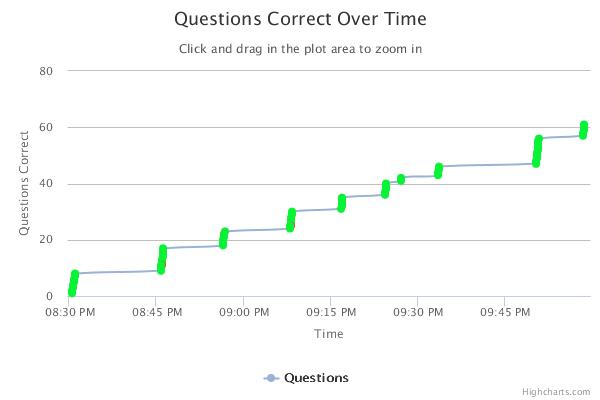 Questions Correct Over Time
Click and drag in the plot area to zoom in
Questions Correct
80
60
40
20
0
08:30 PM 08:45 PM 09:00 PM 09:15 PM 09:30 PM 09:45 PM
Time
Questions
Highcharts.com